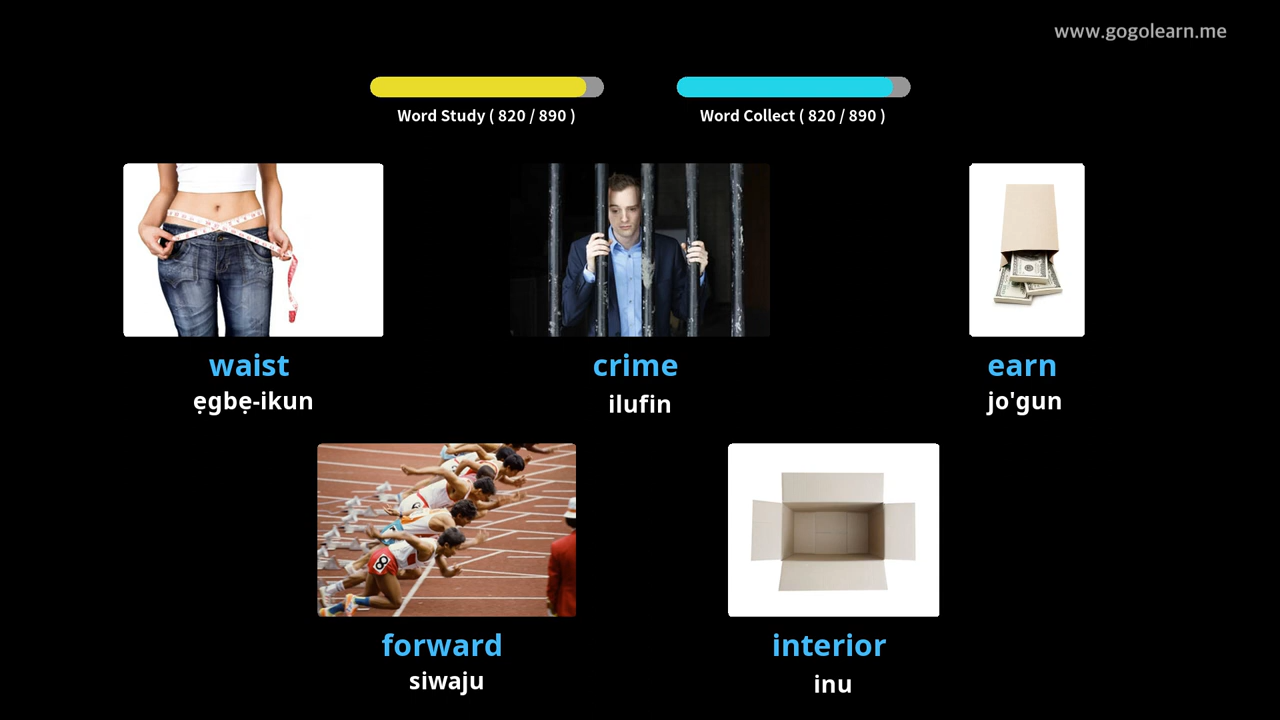 www.gogolearn.me
Word Study ( 820 / 890 )
Word Collect ( 820 / 890 )
waist
crime
earn
ẹgbẹ-ikun
ilufin
jo'gun
8
forward
interior
siwaju
inu